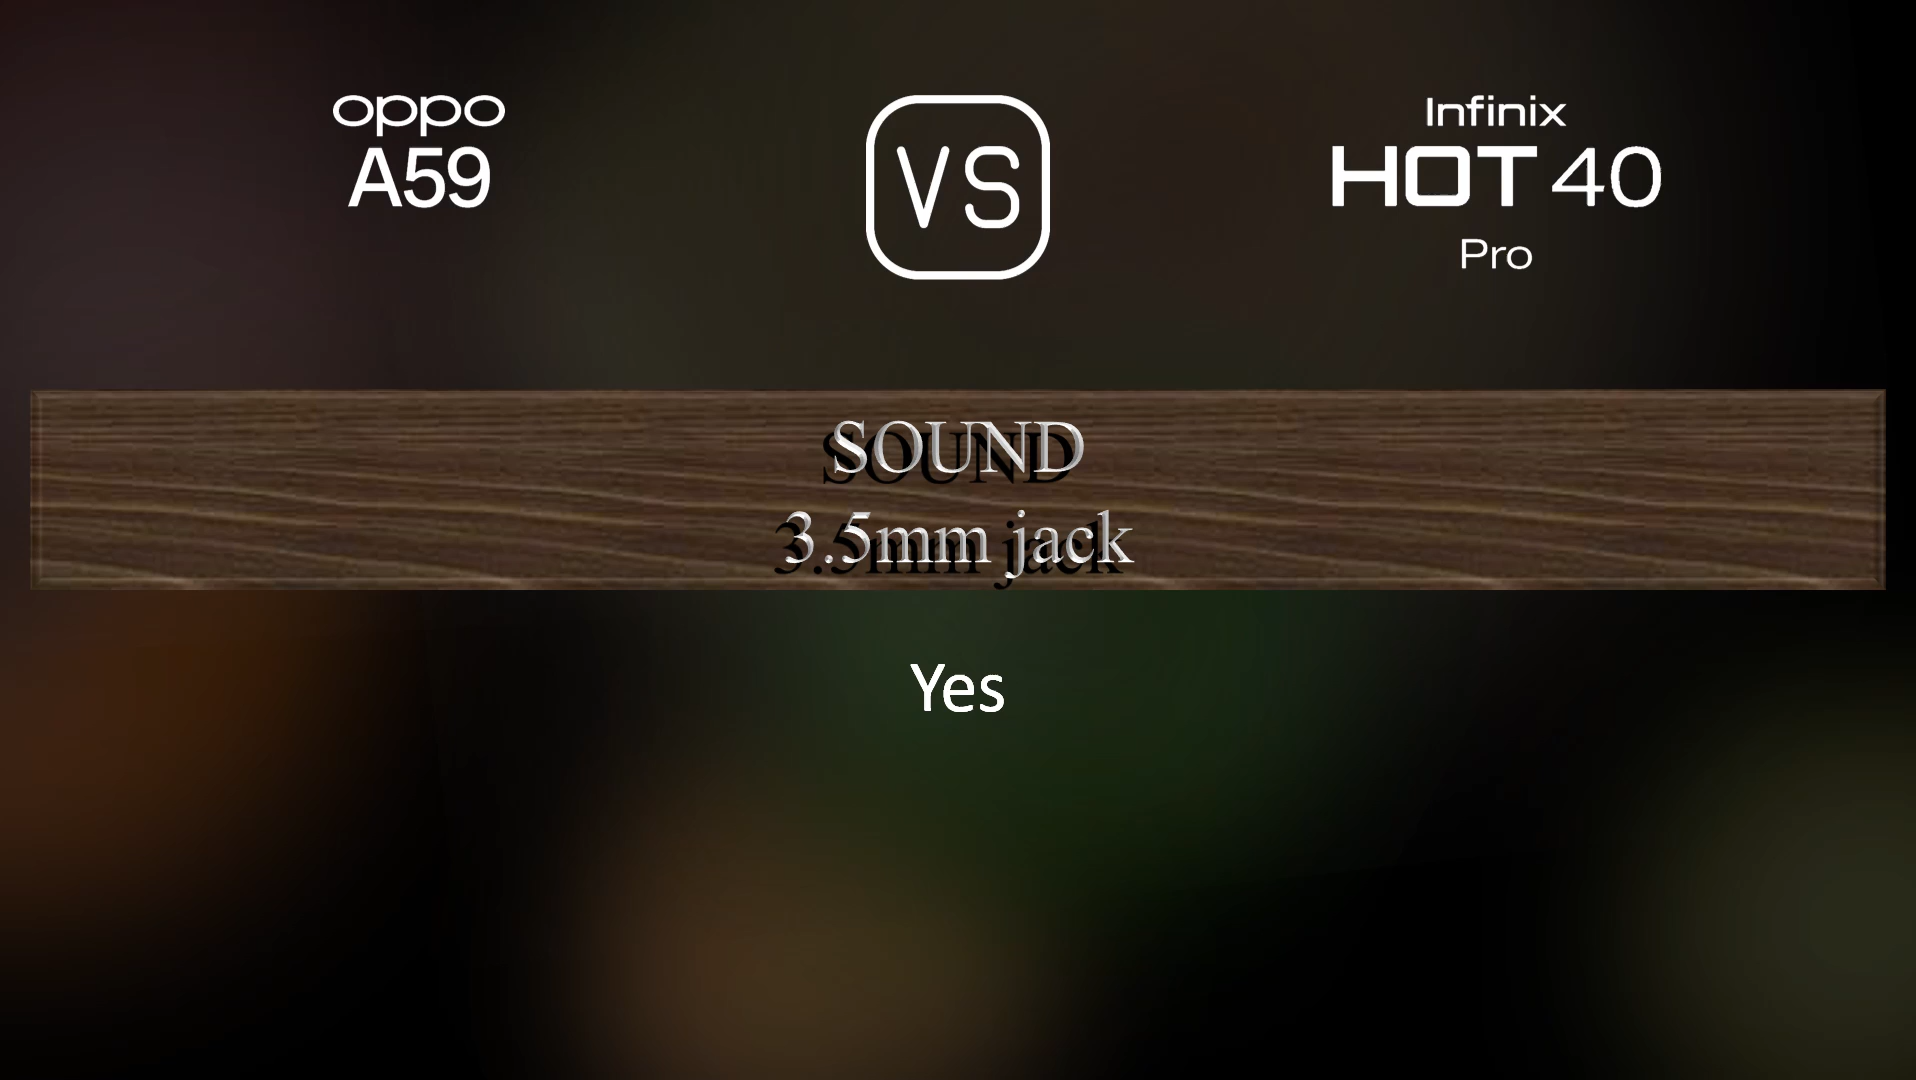 oppo
A59
VS
Infinix
HOT 40
Pro
SOUND
3.5mm jack
Yes